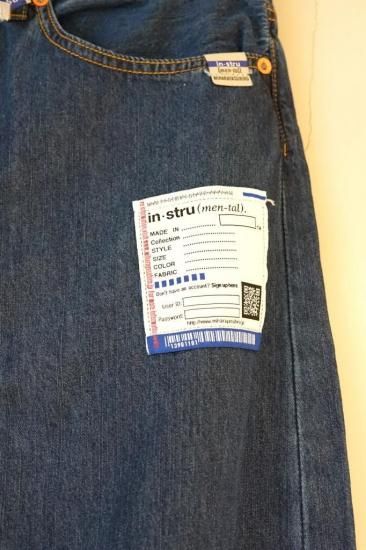 in-stru
(men-tal).
in-stru (men-tal).
MADE IN
Collection
STYLE
SIZE
COLOR
FABRIC
Don't have an account? Sign up here
User ID:
Password:
13981181